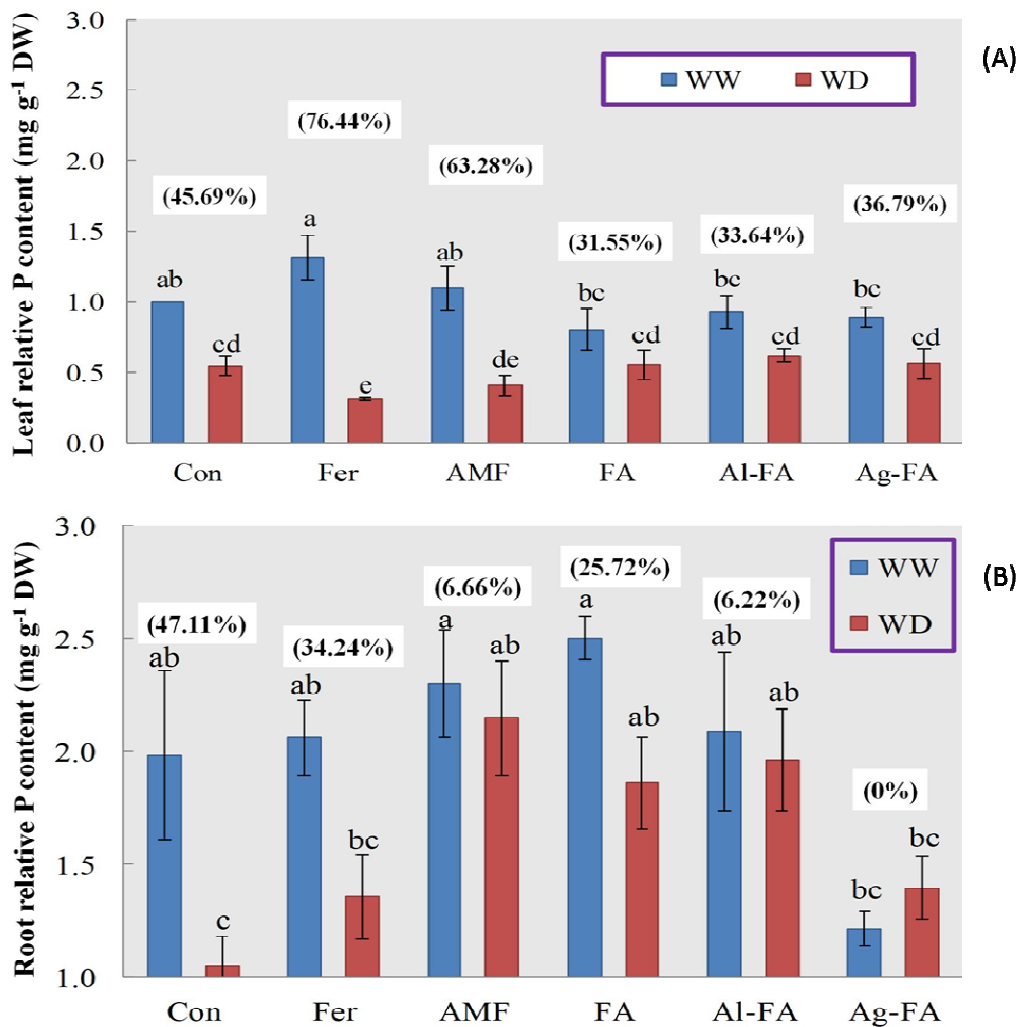 3.0
(A)
WW WD
2.5
(76.44%)
2.0
(63.28%)
(45.69%)
(36.79%)
(31.55%)
(33.64%)
a
1.5
ab
ab
bc
bc
bc
1.0
cd
cd
cd
cd
de
e
0.5
0.0
Leaf relative P content (mg g⁻¹ DW)
Con Fer AMF FA Al-FA Ag-FA
3.0
WW
(B)
WD
(6.66%)
(25.72%)
(6.22%)
(47.11%)
(34.24%)
a
a
2.5
ab
ab
ab
ab
ab
ab
2.0
(0%)
bc
bc
bc
1.5
c
1.0
Root relative P content (mg g⁻¹ DW)
Con Fer AMF FA Al-FA Ag-FA